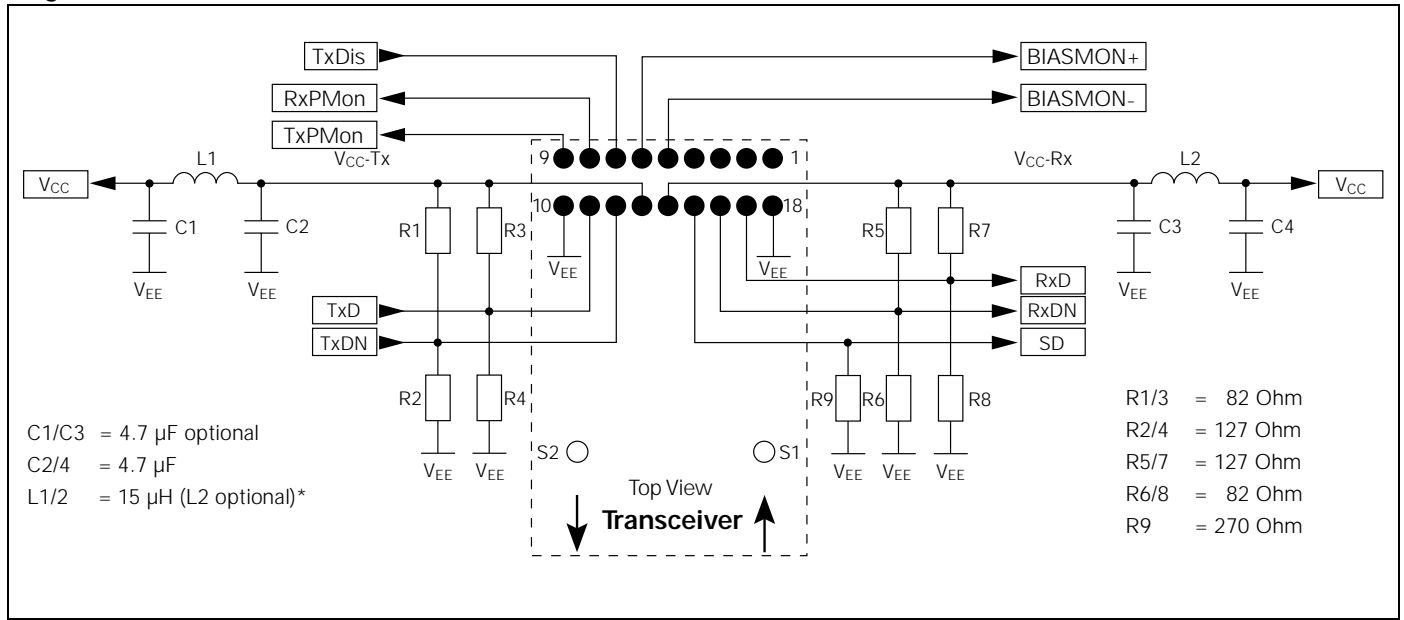 TxDis
BIASMON+
RxPMon
BIASMON-
TxPMon
VCC-Tx
9
1
VCC-Rx
L1
L2
VCC
VCC
10
18
C1
C2
R1
R3
R5
R7
C3
C4
VEE
VEE
VEE
VEE
VEE
VEE
RxD
TxD
RxDN
TxDN
SD
R2
R4
R9
R6
R8
R1/3 = 82 Ohm
C1/C3 = 4.7 µF optional
R2/4 = 127 Ohm
S2
S1
C2/4 = 4.7 µF
VEE
VEE
VEE
VEE
VEE
R5/7 = 127 Ohm
L1/2 = 15 µH (L2 optional)*
Top View
R6/8 = 82 Ohm
Transceiver
R9 = 270 Ohm